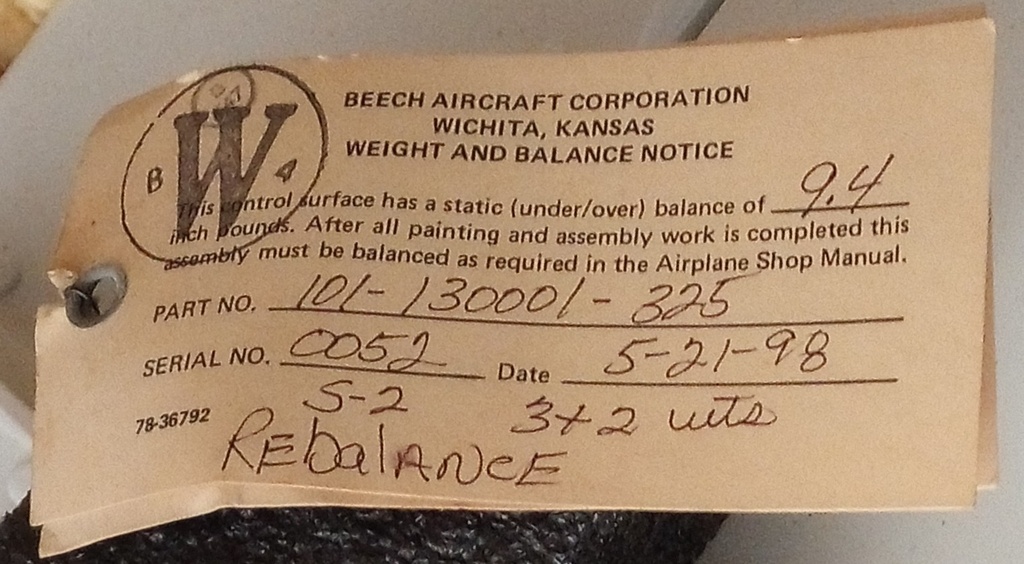 BEECH AIRCRAFT CORPORATION
WICHITA, KANSAS
WEIGHT AND BALANCE NOTICE
B W 4
This control surface has a static (under/over) balance of 9.4
inch pounds. After all painting and assembly work is completed this
assembly must be balanced as required in the Airplane Shop Manual.
PART NO. 101-130001-325
SERIAL NO. 0052 Date 5-21-98
78-36792 S-2 3+2 wts
REbalANCE